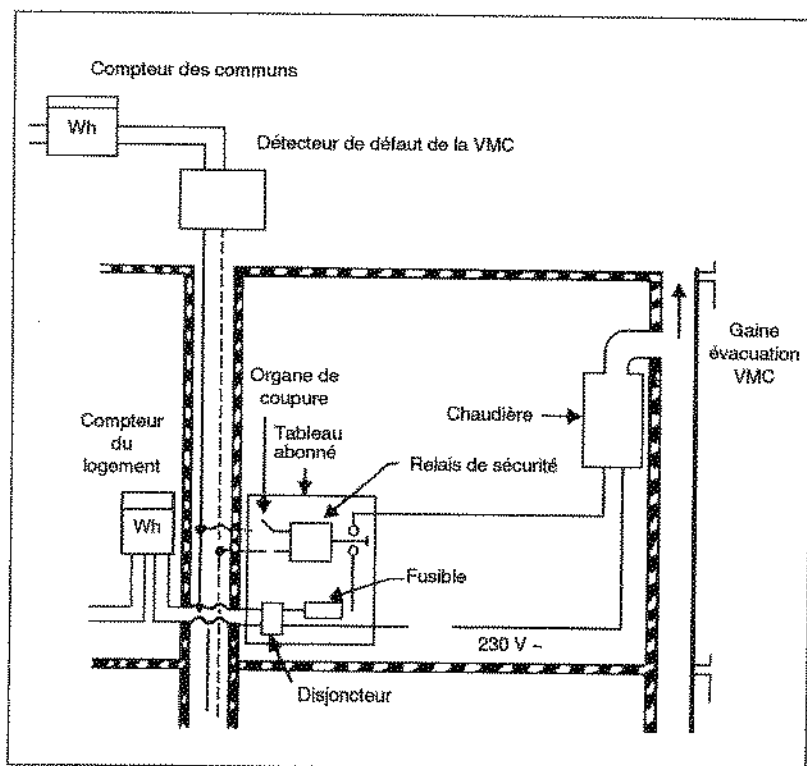 Compteur des communs
Wh
Détecteur de défaut de la VMC
Gaine
évacuation
VMC
Organe de
coupure
Chaudière
Compteur
du
logement
Tableau
abonné
Relais de sécurité
Wh
Fusible
230 V ~
Disjoncteur